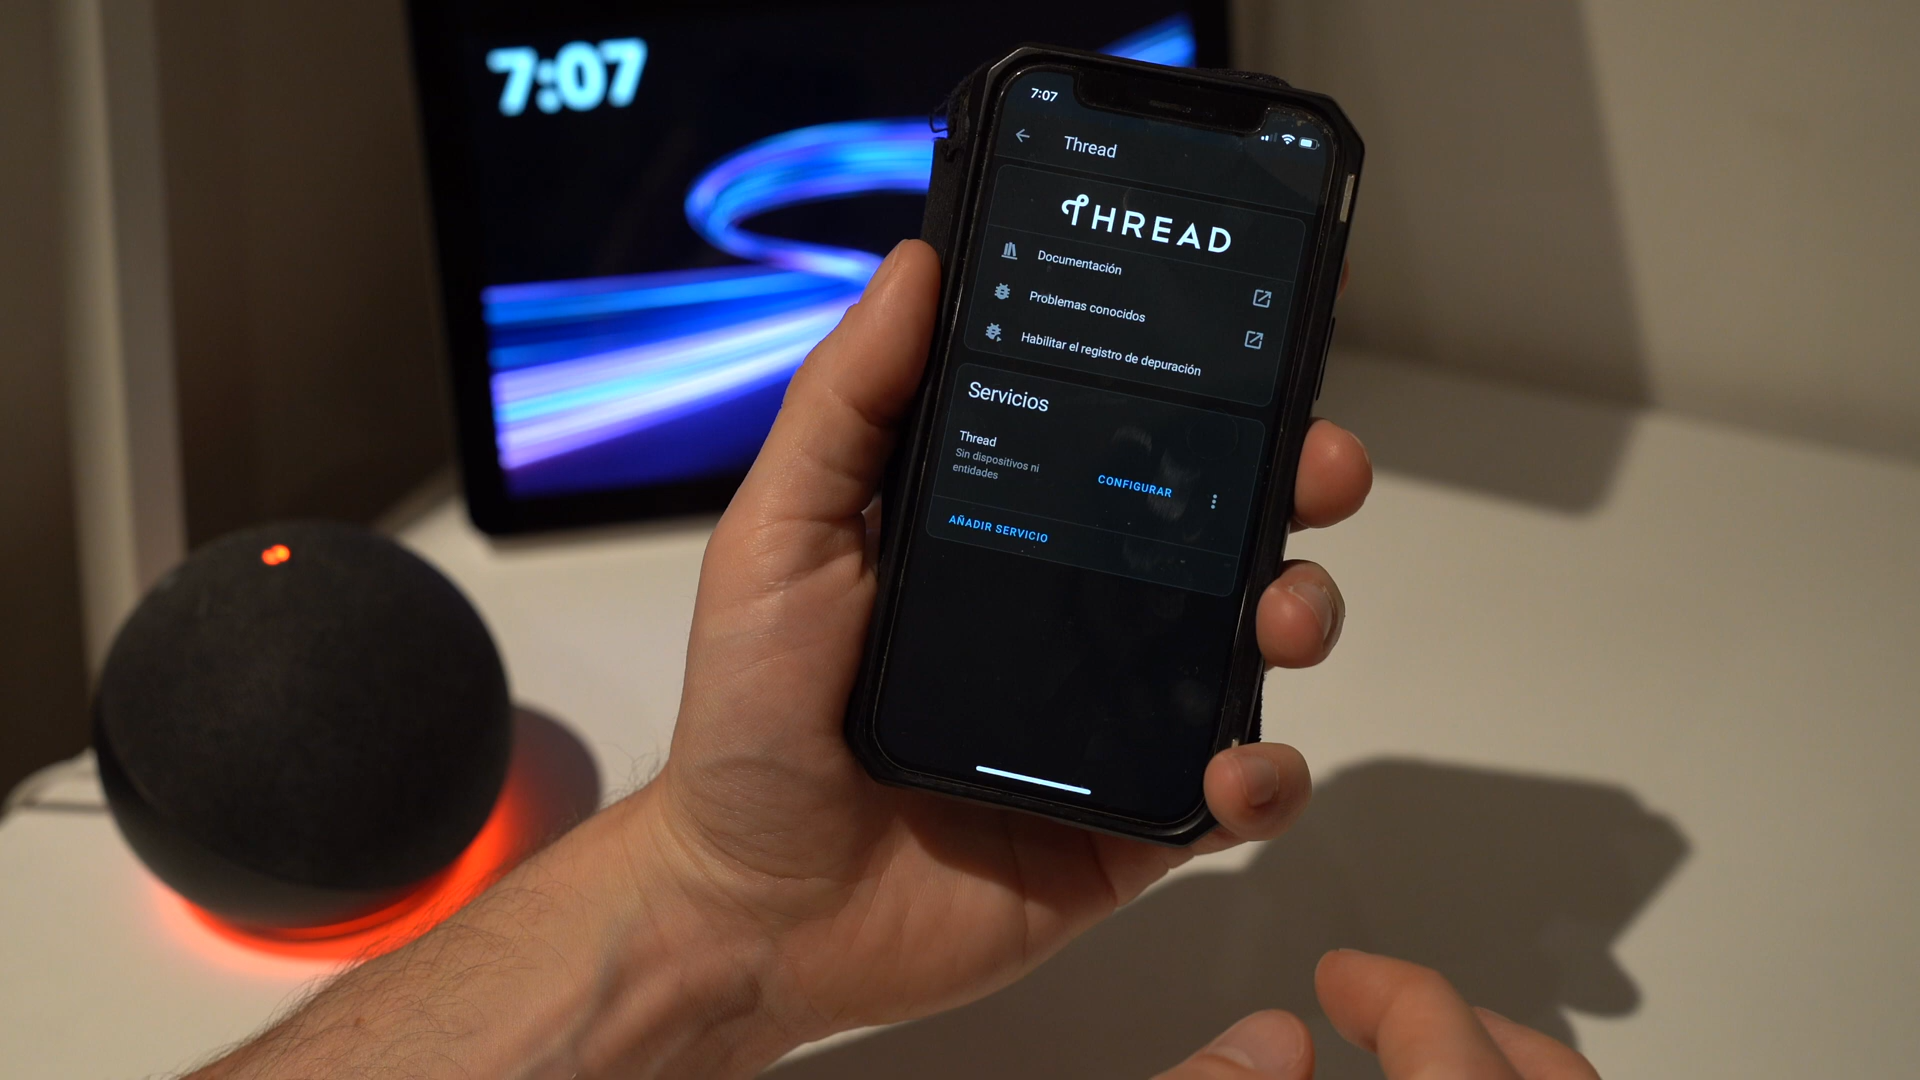 7:07
7:07
Thread
THREAD
Documentación
Problemas conocidos
Habilitar el registro de depuración
Servicios
Thread
Sin dispositivos ni
entidades
CONFIGURAR
AÑADIR SERVICIO